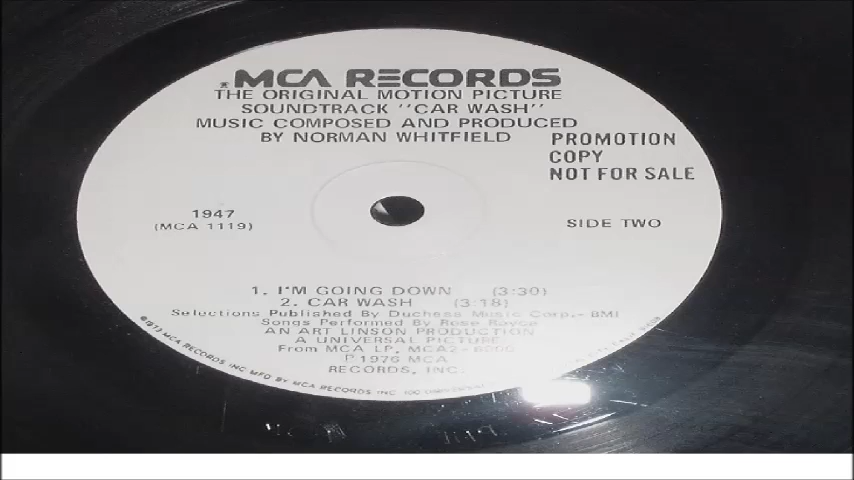 MCA RECORDS
THE ORIGINAL MOTION PICTURE
SOUNDTRACK "CAR WASH"
MUSIC COMPOSED AND PRODUCED
BY NORMAN WHITFIELD
PROMOTION
COPY
NOT FOR SALE
1947
(MCA 1119)
SIDE TWO
1. I'M GOING DOWN (3:30)
2. CAR WASH (3:18)
Selections Published By Duchess Music Corp.- BMI
Songs Performed By Rose Royce
AN ART LINSON PRODUCTION
A UNIVERSAL PICTURE
From MCA LP, MCA2-6000
℗ 1976 MCA
RECORDS, INC.
MCA RECORDS INC MFD BY MCA RECORDS INC 100 UNIVERSAL